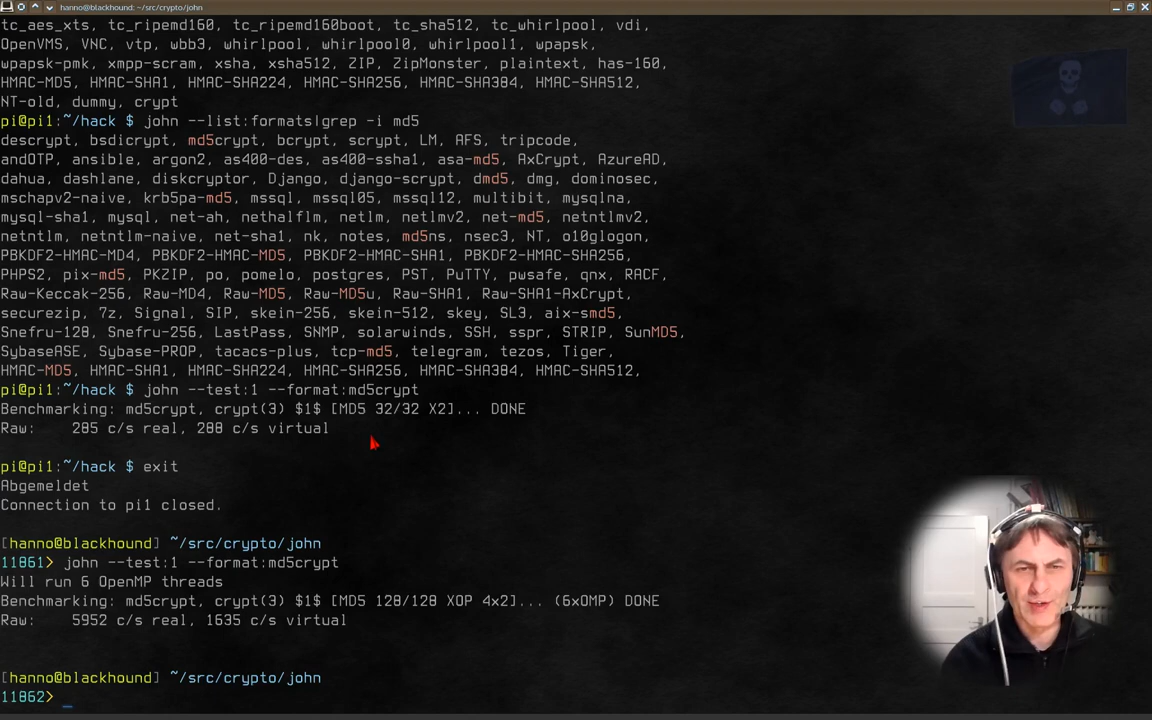 hanno@blackhound:~/src/crypto/john
tc_aes_xts, tc_ripemd160, tc_ripemd160boot, tc_sha512, tc_whirlpool, vdi,
OpenVMS, VNC, vtp, wbb3, whirlpool, whirlpool0, whirlpool1, wpapsk,
wpapsk-pmk, xmpp-scram, xsha, xsha512, ZIP, ZipMonster, plaintext, has-160,
HMAC-MD5, HMAC-SHA1, HMAC-SHA224, HMAC-SHA256, HMAC-SHA384, HMAC-SHA512,
NT-old, dummy, crypt
pi@pi1:~/hack $ john --list:formats|grep -i md5
descrypt, bsdicrypt, md5crypt, bcrypt, scrypt, LM, AFS, tripcode,
andOTP, ansible, argon2, as400-des, as400-ssha1, asa-md5, AxCrypt, AzureAD,
dahua, dashlane, diskcryptor, Django, django-scrypt, dmd5, dmg, dominosec,
mschapv2-naive, krb5pa-md5, mssql, mssql05, mssql12, multibit, mysqlna,
mysql-sha1, mysql, net-ah, nethalflm, netlm, netlmv2, net-md5, netntlmv2,
netntlm, netntlm-naive, net-sha1, nk, notes, md5ns, nsec3, NT, o10glogon,
PBKDF2-HMAC-MD4, PBKDF2-HMAC-MD5, PBKDF2-HMAC-SHA1, PBKDF2-HMAC-SHA256,
PHPS2, pix-md5, PKZIP, po, pomelo, postgres, PST, PuTTY, pwsafe, qnx, RACF,
Raw-Keccak-256, Raw-MD4, Raw-MD5, Raw-MD5u, Raw-SHA1, Raw-SHA1-AxCrypt,
securezip, 7z, Signal, SIP, skein-256, skein-512, skey, SL3, aix-smd5,
Snefru-128, Snefru-256, LastPass, SNMP, solarwinds, SSH, sspr, STRIP, SunMD5,
SybaseASE, Sybase-PROP, tacacs-plus, tcp-md5, telegram, tezos, Tiger,
HMAC-MD5, HMAC-SHA1, HMAC-SHA224, HMAC-SHA256, HMAC-SHA384, HMAC-SHA512,
pi@pi1:~/hack $ john --test:1 --format:md5crypt
Benchmarking: md5crypt, crypt(3) $1$ [MD5 32/32 X2]... DONE
Raw:    285 c/s real, 288 c/s virtual
pi@pi1:~/hack $ exit
Abgemeldet
Connection to pi1 closed.
[hanno@blackhound] ~/src/crypto/john
11861> john --test:1 --format:md5crypt
Will run 6 OpenMP threads
Benchmarking: md5crypt, crypt(3) $1$ [MD5 128/128 XOP 4x2]... (6xOMP) DONE
Raw:    5952 c/s real, 1635 c/s virtual
[hanno@blackhound] ~/src/crypto/john
11862> _